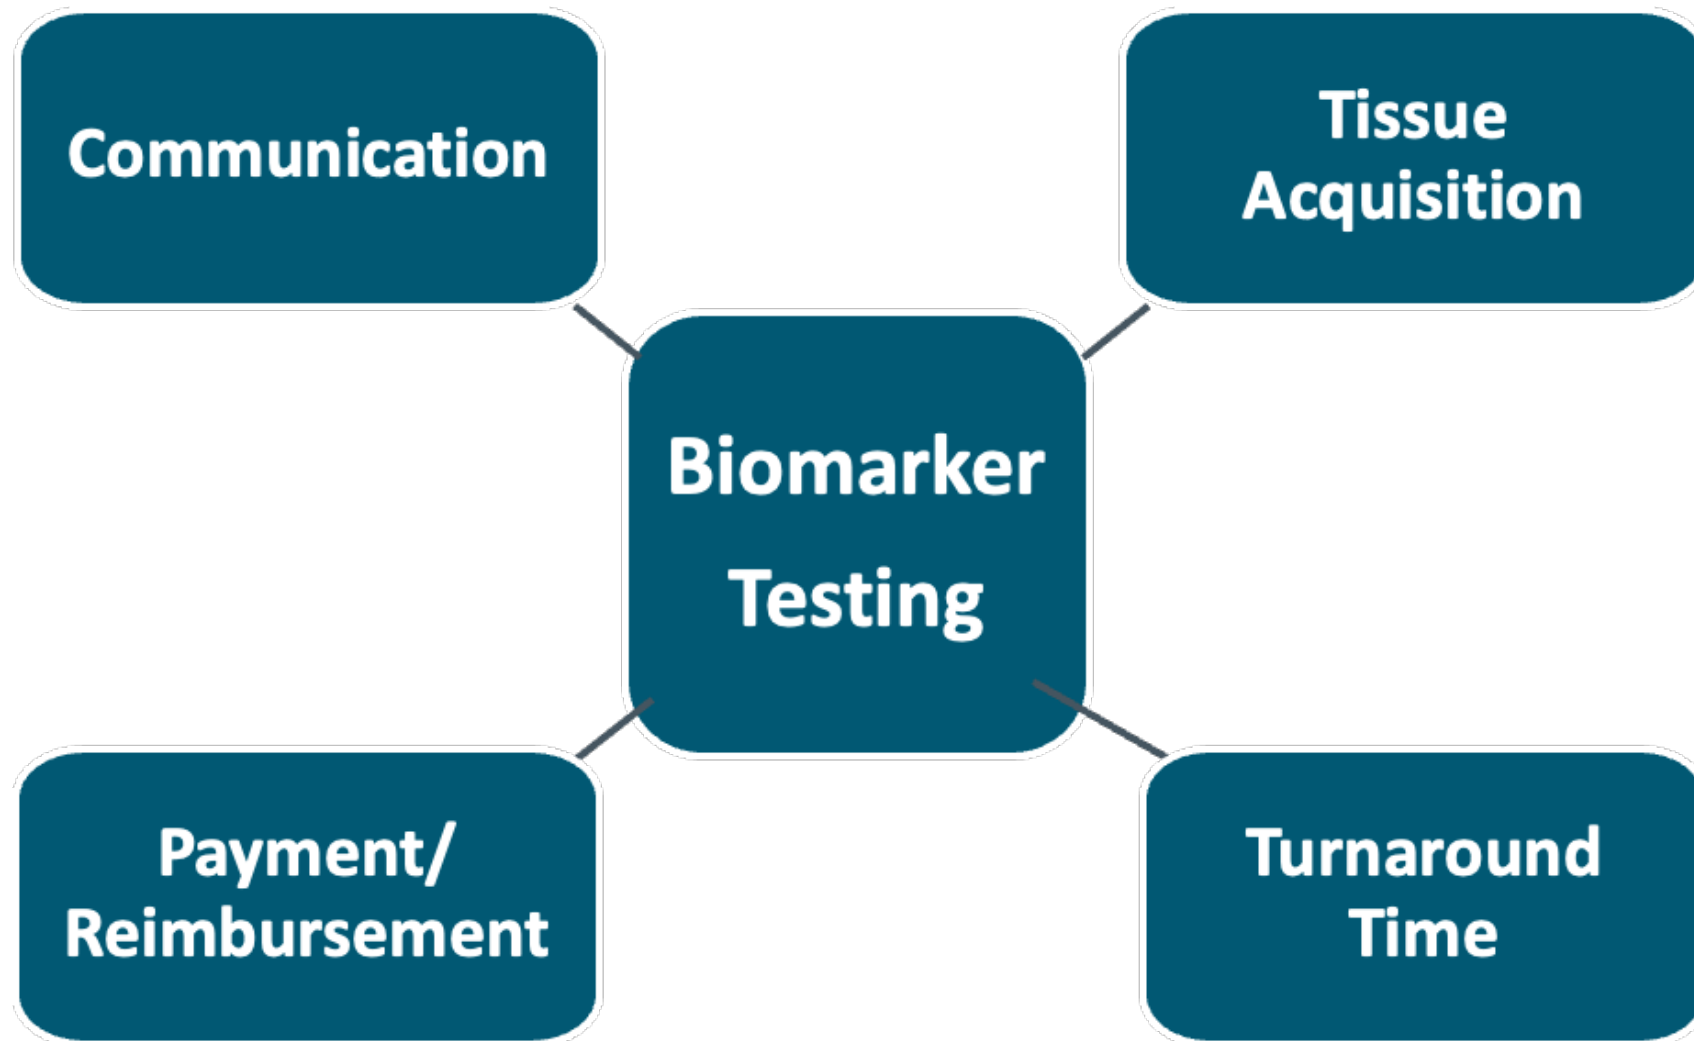 Communication
Tissue
Acquisition
Biomarker
Testing
Payment/
Reimbursement
Turnaround
Time